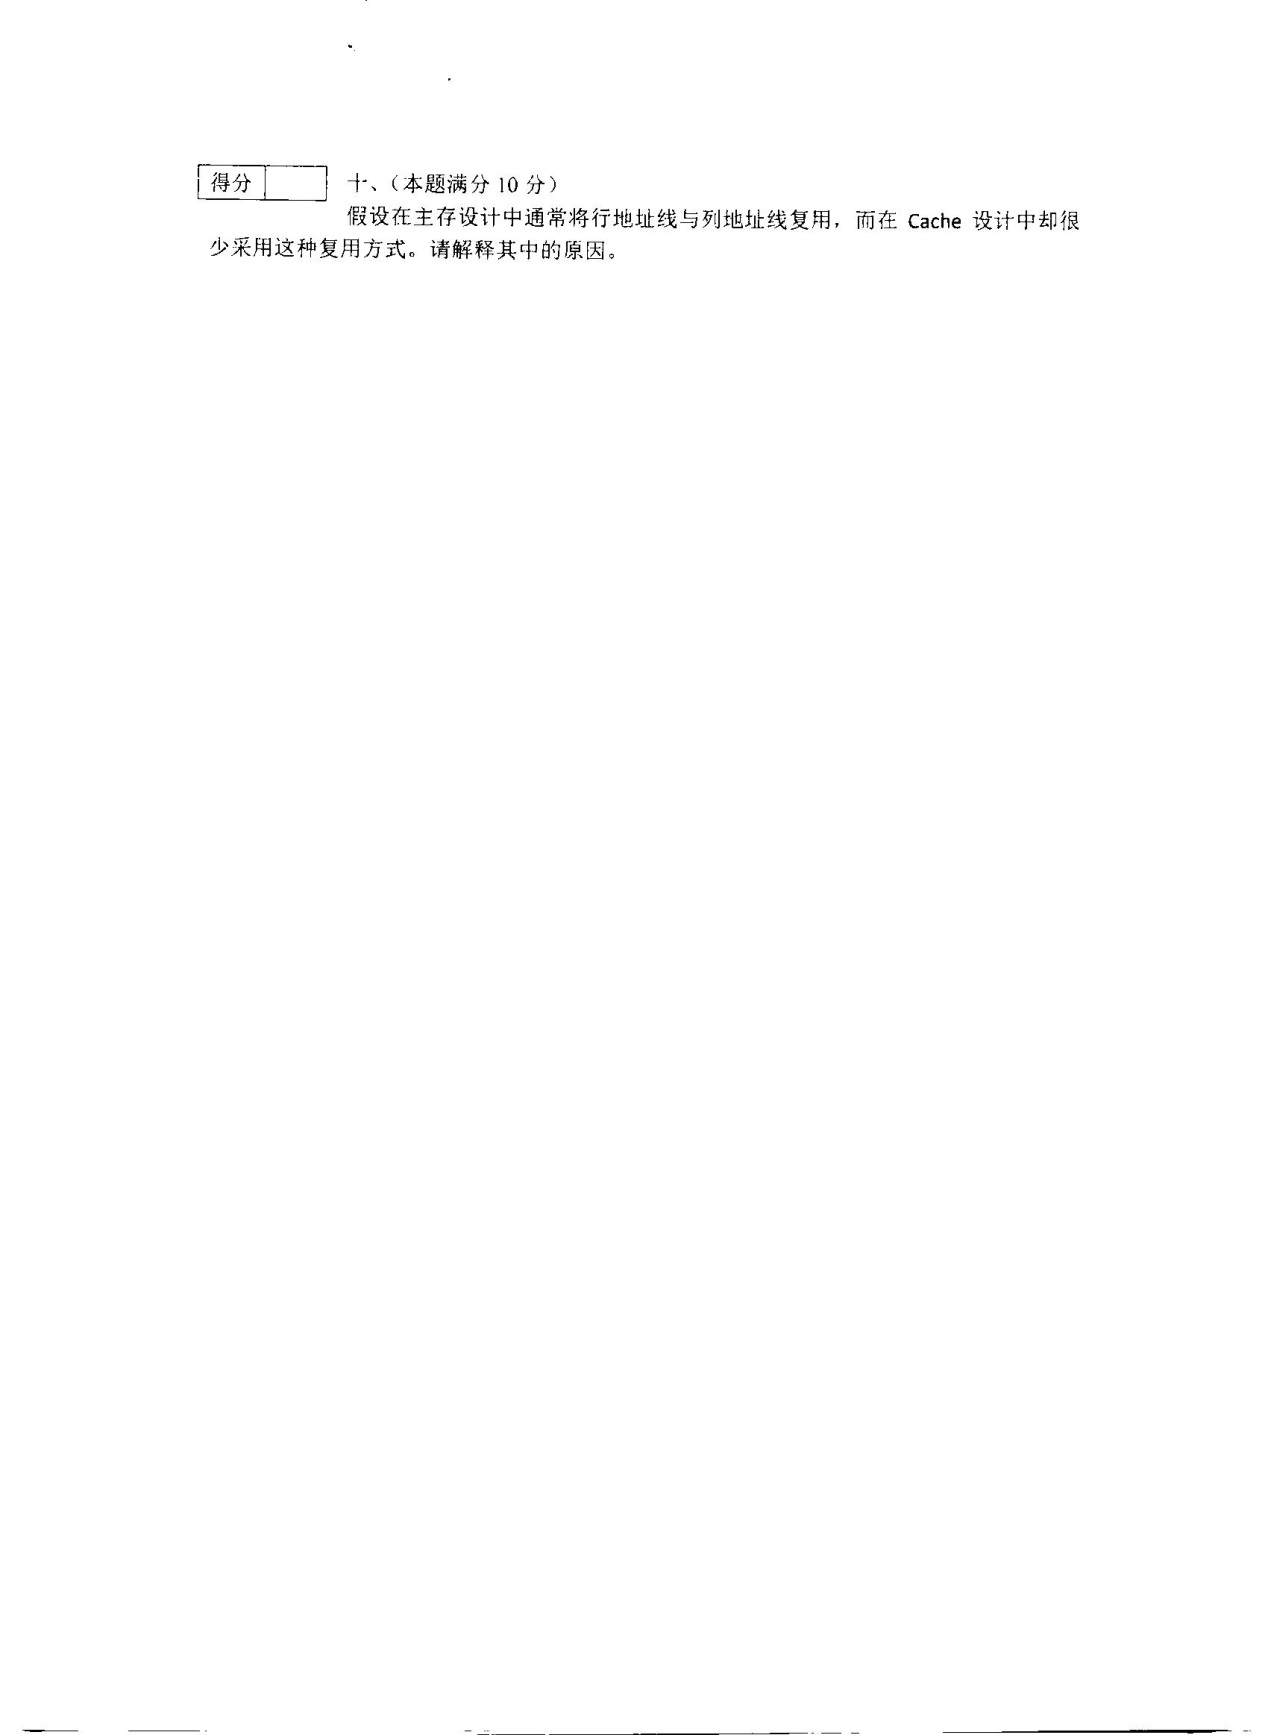 得分 十、（本题满分 10 分）
假设在主存设计中通常将行地址线与列地址线复用，而在 Cache 设计中却很
少采用这种复用方式。请解释其中的原因。